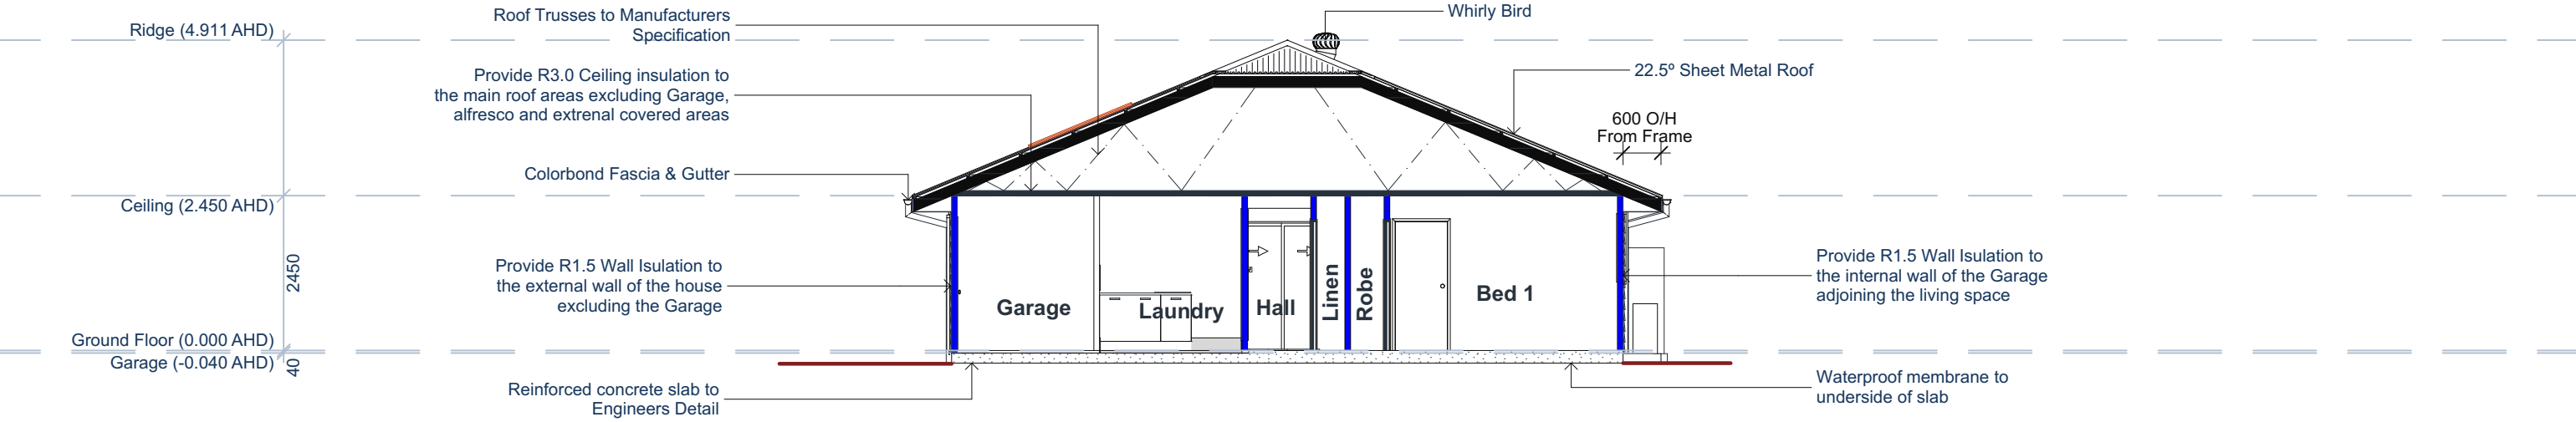 Ridge (4.911 AHD)
Roof Trusses to Manufacturers
Specification
Whirly Bird
Provide R3.0 Ceiling insulation to
the main roof areas excluding Garage,
alfresco and extrenal covered areas
22.5º Sheet Metal Roof
600 O/H
From Frame
Colorbond Fascia & Gutter
Ceiling (2.450 AHD)
2450
Provide R1.5 Wall Isulation to
the external wall of the house
excluding the Garage
Garage
Laundry
Hall
Linen
Robe
Bed 1
Provide R1.5 Wall Isulation to
the internal wall of the Garage
adjoining the living space
Ground Floor (0.000 AHD)
Garage (-0.040 AHD)
40
Reinforced concrete slab to
Engineers Detail
Waterproof membrane to
underside of slab